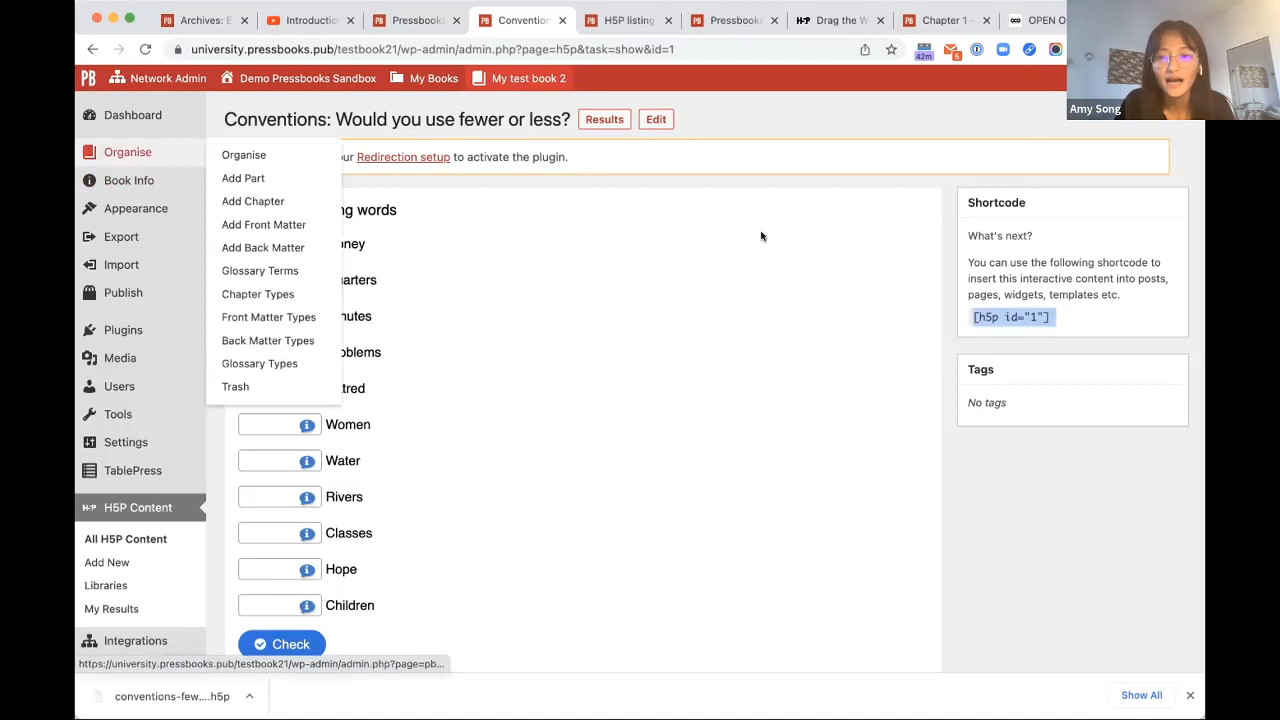 Archives: E
Introduction
Pressbooks
Conventions
H5P listing
Pressbooks
H-P Drag the W
Chapter 1 -
OPEN O
university.pressbooks.pub/testbook21/wp-admin/admin.php?page=h5p&task=show&id=1
42m
5
PB Network Admin Demo Pressbooks Sandbox My Books My test book 2
Amy Song
Dashboard
Organise
Book Info
Appearance
Export
Import
Publish
Plugins
Media
Users
Tools
Settings
TablePress
H-P H5P Content
All H5P Content
Add New
Libraries
My Results
Integrations
Organise
Add Part
Add Chapter
Add Front Matter
Add Back Matter
Glossary Terms
Chapter Types
Front Matter Types
Back Matter Types
Glossary Types
Trash
Conventions: Would you use fewer or less? Results Edit
ur Redirection setup to activate the plugin.
ng words
oney
arters
nutes
oblems
tred
Women
Water
Rivers
Classes
Hope
Children
Check
Shortcode
What's next?
You can use the following shortcode to
insert this interactive content into posts,
pages, widgets, templates etc.
[h5p id="1"]
Tags
No tags
https://university.pressbooks.pub/testbook21/wp-admin/admin.php?page=pb...
conventions-few....h5p
Show All